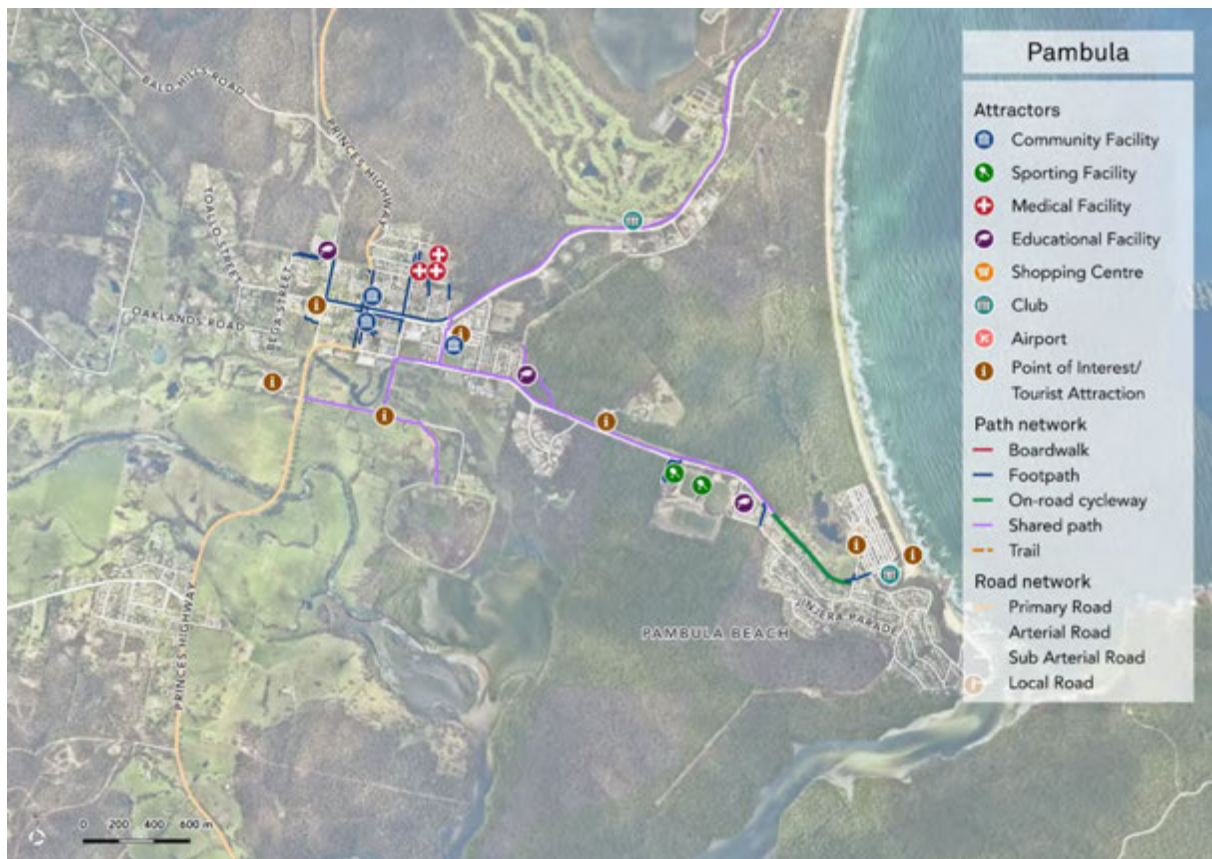 Pambula
Attractors
Community Facility
Sporting Facility
Medical Facility
Educational Facility
Shopping Centre
Club
Airport
Point of Interest/
Tourist Attraction
Path network
Boardwalk
Footpath
On-road cycleway
Shared path
Trail
Road network
Primary Road
Arterial Road
Sub Arterial Road
Local Road
BALD HILLS ROAD
PRINCES HIGHWAY
TOALLO STREET
BEGA STREET
OAKLANDS ROAD
PRINCES HIGHWAY
PAMBULA BEACH
JINJERA PARADE
0 200 400 600 m